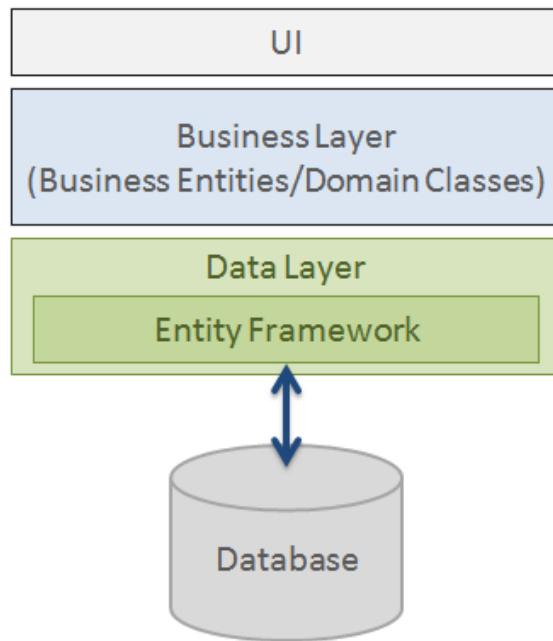 UI
Business Layer
(Business Entities/Domain Classes)
Data Layer
Entity Framework
Database